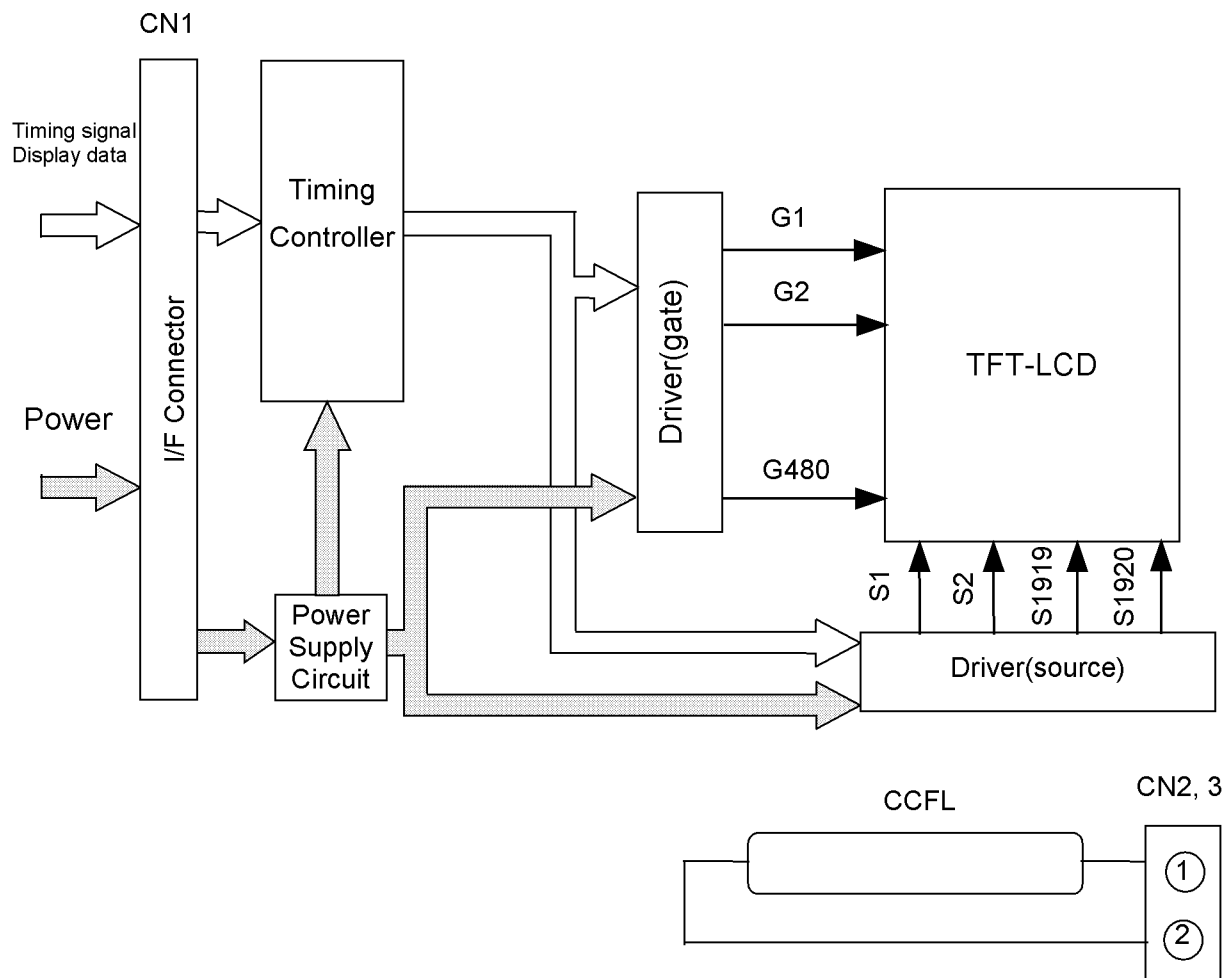 CN1
Timing signal
Display data
Power
I/F Connector
Timing
Controller
Power
Supply
Circuit
Driver(gate)
G1
G2
G480
TFT-LCD
S1
S2
S1919
S1920
Driver(source)
CCFL
CN2, 3
1
2